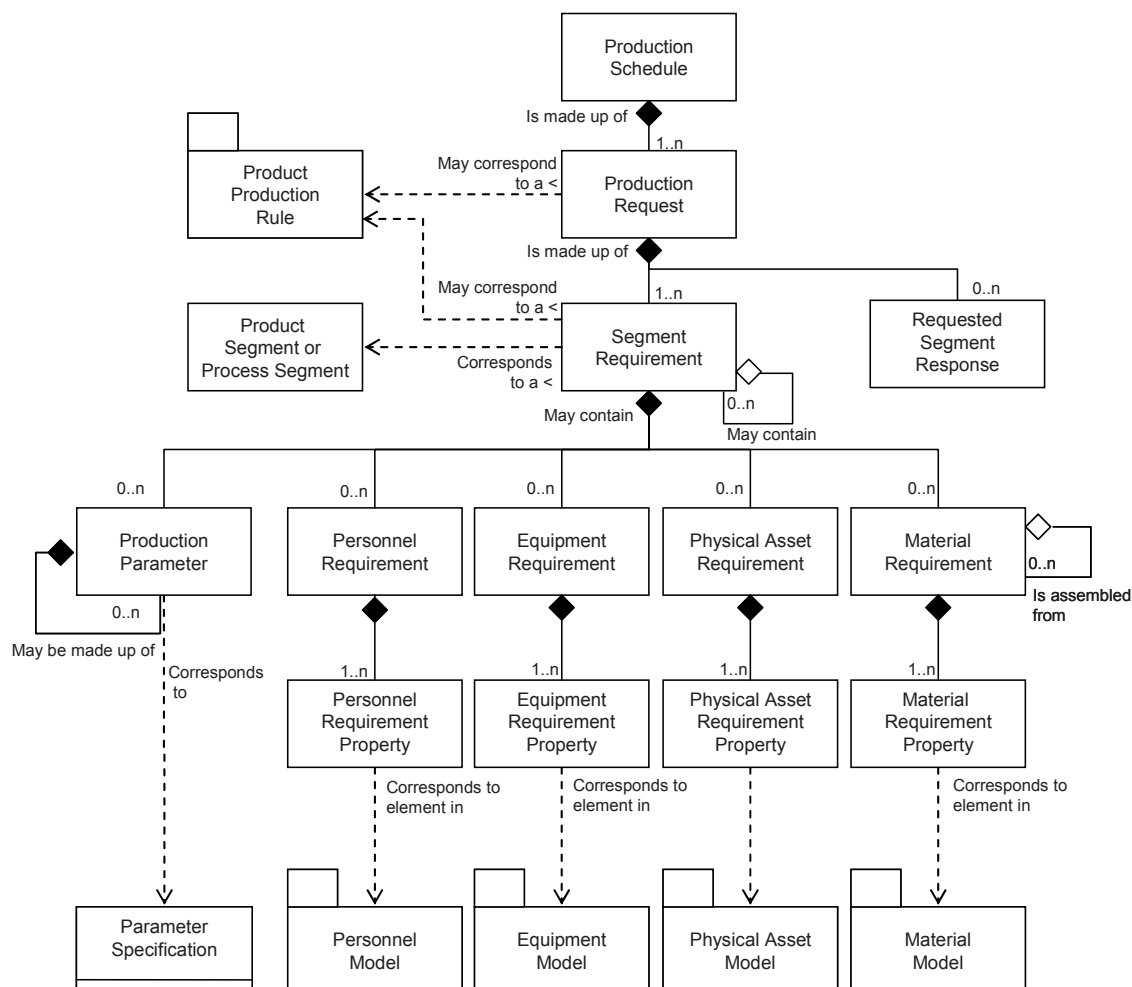 Production
Schedule
Is made up of
1..n
Product
Production
Rule
May correspond
to a <
Production
Request
Is made up of
1..n
0..n
May correspond
to a <
Product
Segment or
Process Segment
Corresponds
to a <
Segment
Requirement
Requested
Segment
Response
0..n
May contain
May contain
0..n
0..n
0..n
0..n
0..n
Production
Parameter
Personnel
Requirement
Equipment
Requirement
Physical Asset
Requirement
Material
Requirement
0..n
Is assembled
from
0..n
May be made up of
Corresponds
to
1..n
1..n
1..n
1..n
Personnel
Requirement
Property
Equipment
Requirement
Property
Physical Asset
Requirement
Property
Material
Requirement
Property
Corresponds to
element in
Corresponds to
element in
Corresponds to
element in
Parameter
Specification
Personnel
Model
Equipment
Model
Physical Asset
Model
Material
Model